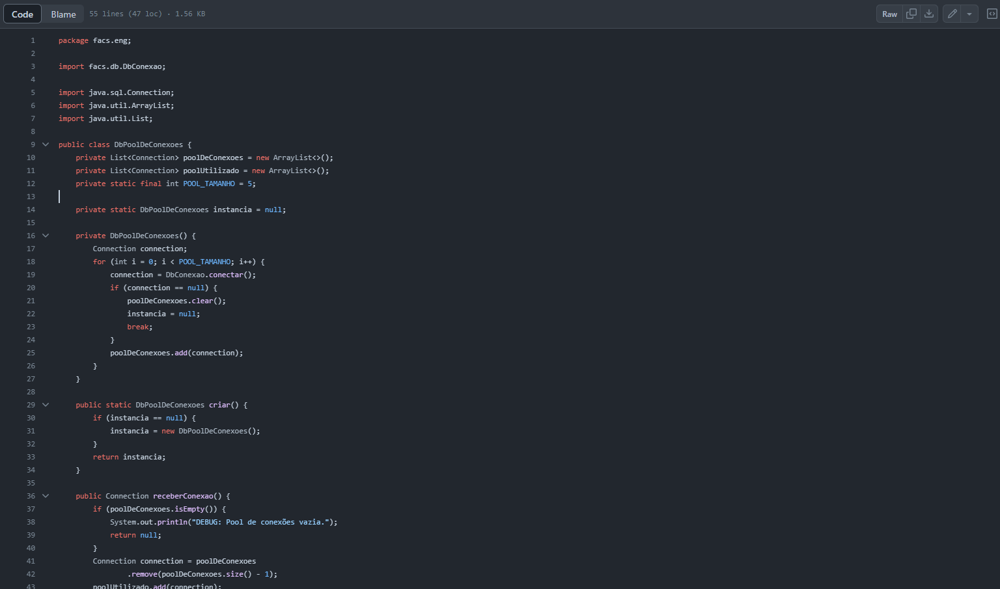 Code Blame 55 lines (47 loc) · 1.56 KB Raw
1 package facs.eng;
2
3 import facs.db.DbConexao;
4
5 import java.sql.Connection;
6 import java.util.ArrayList;
7 import java.util.List;
8
9 public class DbPoolDeConexoes {
10     private List<Connection> poolDeConexoes = new ArrayList<>();
11     private List<Connection> poolUtilizado = new ArrayList<>();
12     private static final int POOL_TAMANHO = 5;
13
14     private static DbPoolDeConexoes instancia = null;
15
16     private DbPoolDeConexoes() {
17         Connection connection;
18         for (int i = 0; i < POOL_TAMANHO; i++) {
19             connection = DbConexao.conectar();
20             if (connection == null) {
21                 poolDeConexoes.clear();
22                 instancia = null;
23                 break;
24             }
25             poolDeConexoes.add(connection);
26         }
27     }
28
29     public static DbPoolDeConexoes criar() {
30         if (instancia == null) {
31             instancia = new DbPoolDeConexoes();
32         }
33         return instancia;
34     }
35
36     public Connection receberConexao() {
37         if (poolDeConexoes.isEmpty()) {
38             System.out.println("DEBUG: Pool de conexões vazia.");
39             return null;
40         }
41         Connection connection = poolDeConexoes
42                 .remove(poolDeConexoes.size() - 1);
43         poolUtilizado.add(connection);